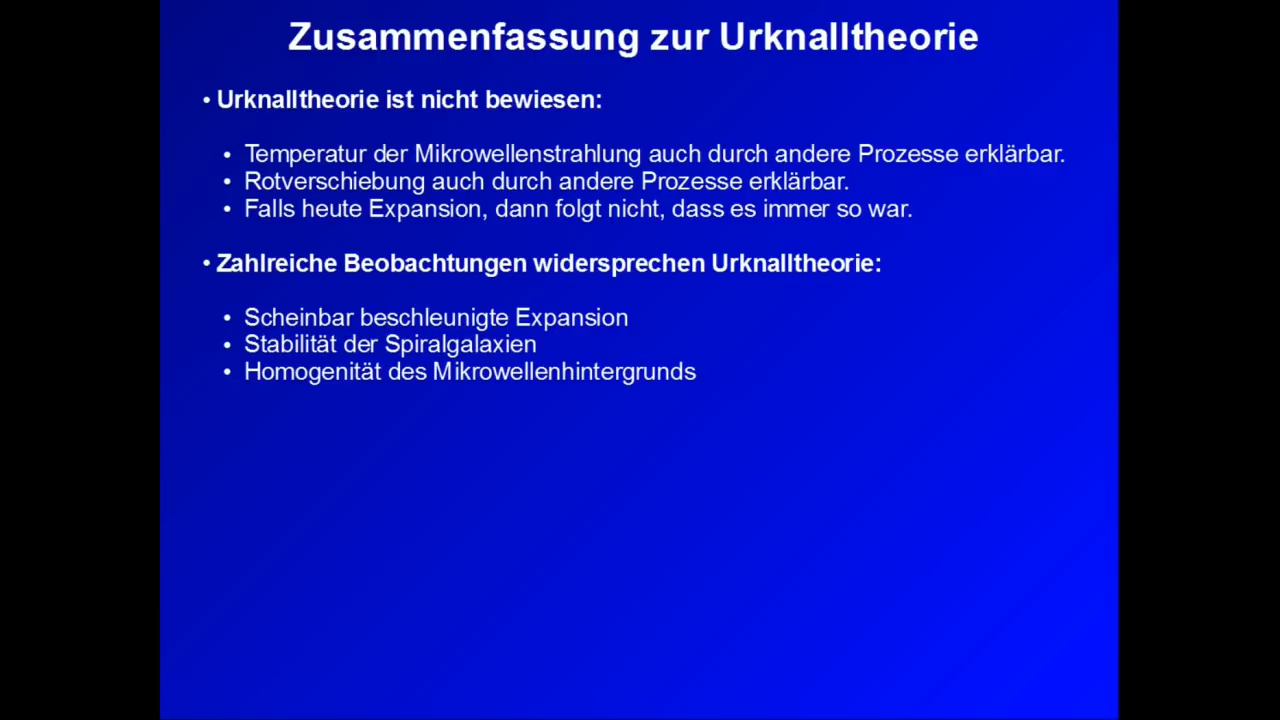 Zusammenfassung zur Urknalltheorie
• Urknalltheorie ist nicht bewiesen:
• Temperatur der Mikrowellenstrahlung auch durch andere Prozesse erklärbar.
• Rotverschiebung auch durch andere Prozesse erklärbar.
• Falls heute Expansion, dann folgt nicht, dass es immer so war.
• Zahlreiche Beobachtungen widersprechen Urknalltheorie:
• Scheinbar beschleunigte Expansion
• Stabilität der Spiralgalaxien
• Homogenität des Mikrowellenhintergrunds